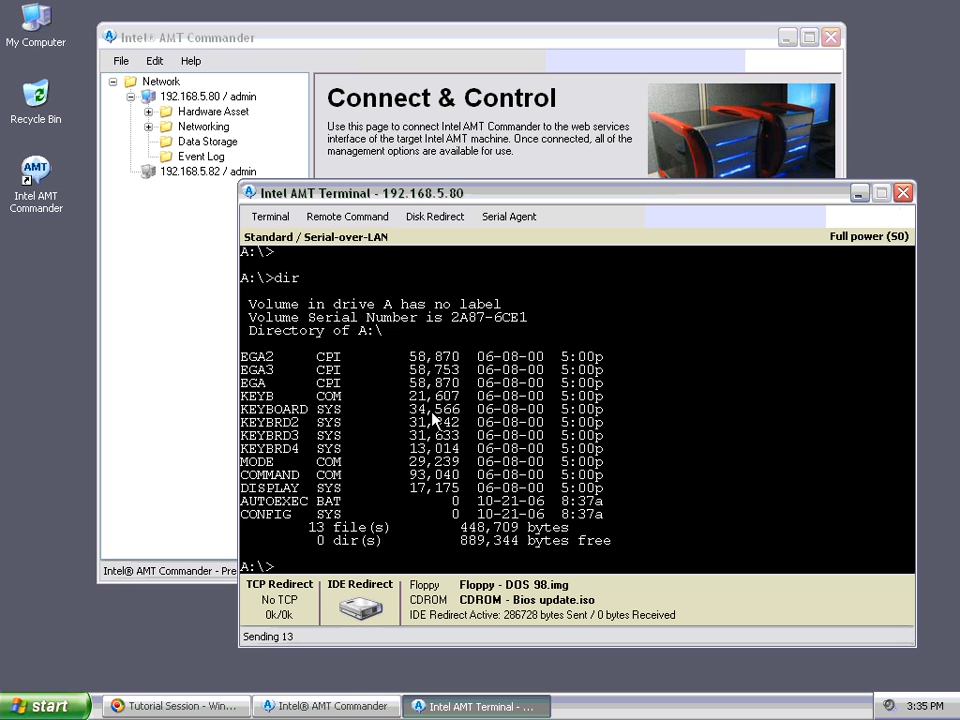 My Computer
Recycle Bin
AMT
Intel AMT
Commander
Intel® AMT Commander
File Edit Help
Network
192.168.5.80 / admin
Hardware Asset
Networking
Data Storage
Event Log
192.168.5.82 / admin
Connect & Control
Use this page to connect Intel AMT Commander to the web services
interface of the target Intel AMT machine. Once connected, all of the
management options are available for use.
Intel® AMT Commander - Pre
Intel AMT Terminal - 192.168.5.80
Terminal Remote Command Disk Redirect Serial Agent
Standard / Serial-over-LAN Full power (S0)
A:\>
A:\>dir
Volume in drive A has no label
Volume Serial Number is 2A87-6CE1
Directory of A:\
EGA2 CPI 58,870 06-08-00 5:00p
EGA3 CPI 58,753 06-08-00 5:00p
EGA CPI 58,870 06-08-00 5:00p
KEYB COM 21,607 06-08-00 5:00p
KEYBOARD SYS 34,566 06-08-00 5:00p
KEYBRD2 SYS 06-08-00 5:00p
KEYBRD3 SYS 31,633 06-08-00 5:00p
KEYBRD4 SYS 13,014 06-08-00 5:00p
MODE COM 29,239 06-08-00 5:00p
COMMAND COM 93,040 06-08-00 5:00p
DISPLAY SYS 17,175 06-08-00 5:00p
AUTOEXEC BAT 0 10-21-06 8:37a
CONFIG SYS 0 10-21-06 8:37a
13 file(s) 448,709 bytes
0 dir(s) 889,344 bytes free
A:\>
TCP Redirect
No TCP
0k/0k
IDE Redirect
Floppy Floppy - DOS 98.img
CDROM CDROM - Bios update.iso
IDE Redirect Active: 286728 bytes Sent / 0 bytes Received
Sending 13
start
Tutorial Session - Win...
Intel® AMT Commander
Intel AMT Terminal - ...
3:35 PM